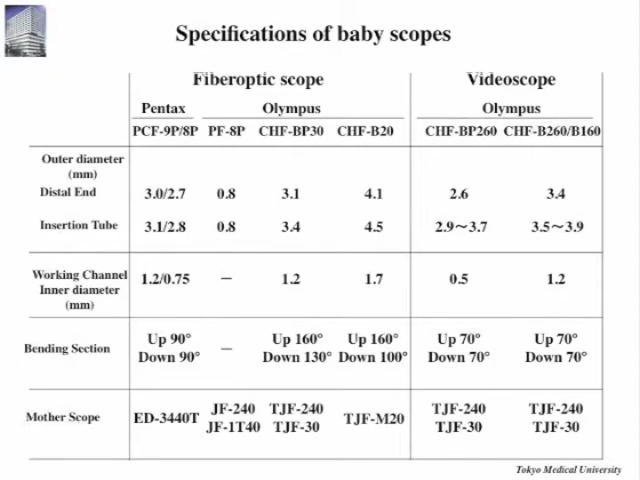 Specifications of baby scopes
Fiberoptic scope Videoscope
Pentax Olympus Olympus
PCF-9P/8P PF-8P CHF-BP30 CHF-B20 CHF-BP260 CHF-B260/B160
Outer diameter
(mm)
Distal End 3.0/2.7 0.8 3.1 4.1 2.6 3.4
Insertion Tube 3.1/2.8 0.8 3.4 4.5 2.9～3.7 3.5～3.9
Working Channel
Inner diameter
(mm)
1.2/0.75 – 1.2 1.7 0.5 1.2
Bending Section
Up 90° – Up 160° Up 160° Up 70° Up 70°
Down 90° Down 130° Down 100° Down 70° Down 70°
Mother Scope
ED-3440T JF-240 TJF-240 TJF-M20 TJF-240 TJF-240
JF-1T40 TJF-30 TJF-30 TJF-30
Tokyo Medical University